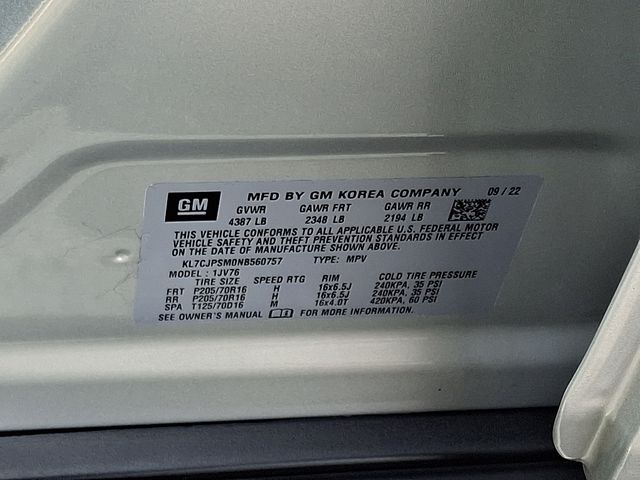 GM MFD BY GM KOREA COMPANY 09 / 22
GVWR GAWR FRT GAWR RR
4387 LB 2348 LB 2194 LB
THIS VEHICLE CONFORMS TO ALL APPLICABLE U.S. FEDERAL MOTOR
VEHICLE SAFETY AND THEFT PREVENTION STANDARDS IN EFFECT
ON THE DATE OF MANUFACTURE SHOWN ABOVE.
KL7CJPSM0NB560757 TYPE: MPV
MODEL : 1JV76
TIRE SIZE SPEED RTG RIM COLD TIRE PRESSURE
FRT P205/70R16 H 16x6.5J 240KPA, 35 PSI
RR P205/70R16 H 16x6.5J 240KPA, 35 PSI
SPA T125/70D16 M 16x4.0T 420KPA, 60 PSI
SEE OWNER'S MANUAL FOR MORE INFORMATION.